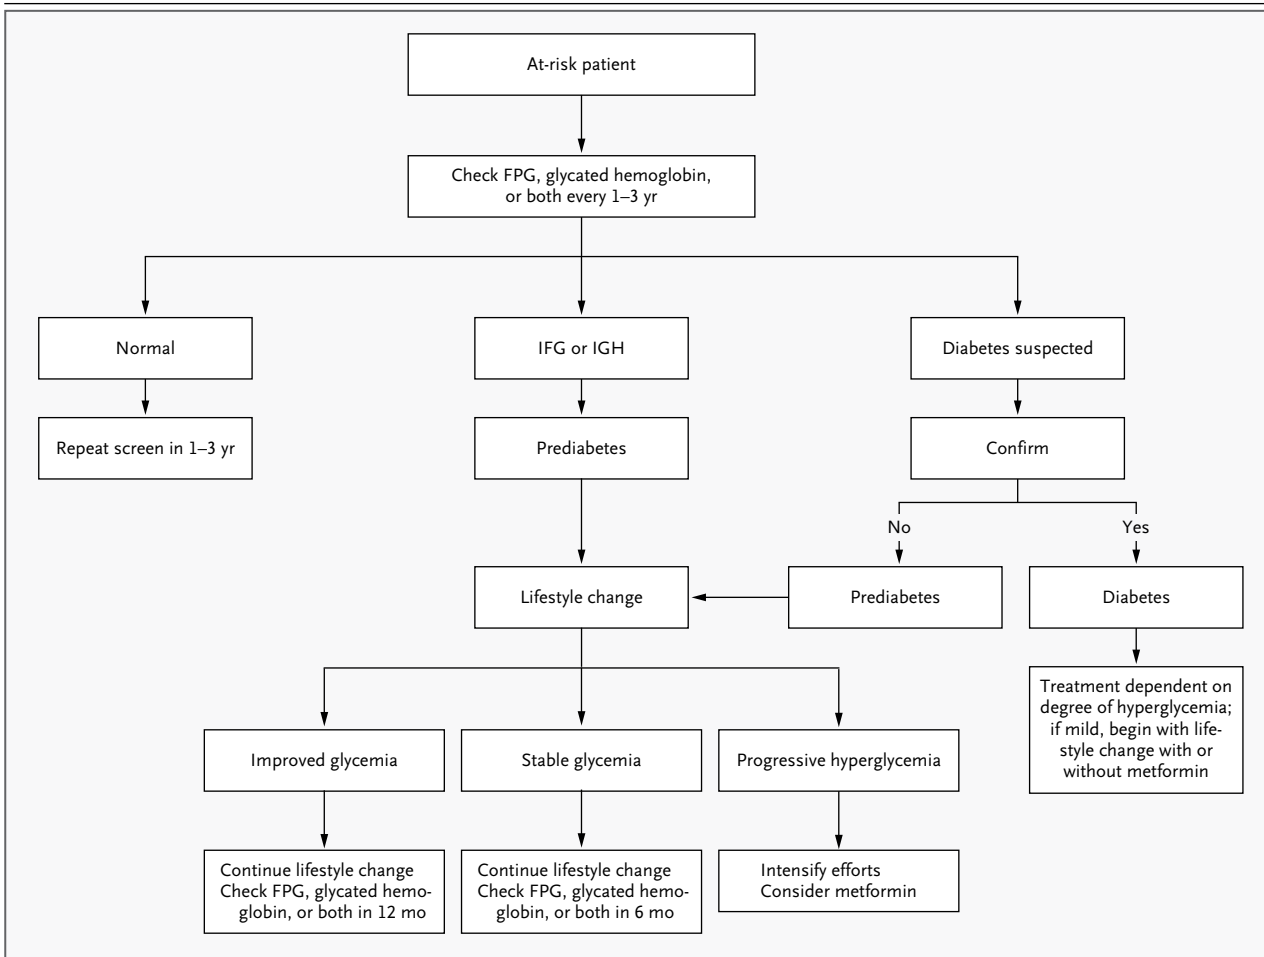 At-risk patient
Check FPG, glycated hemoglobin,
or both every 1–3 yr
Normal
IFG or IGH
Diabetes suspected
Repeat screen in 1–3 yr
Prediabetes
Confirm
No
Yes
Lifestyle change
Prediabetes
Diabetes
Treatment dependent on
degree of hyperglycemia;
if mild, begin with life-
style change with or
without metformin
Improved glycemia
Stable glycemia
Progressive hyperglycemia
Continue lifestyle change
Check FPG, glycated hemo-
globin, or both in 12 mo
Continue lifestyle change
Check FPG, glycated hemo-
globin, or both in 6 mo
Intensify efforts
Consider metformin